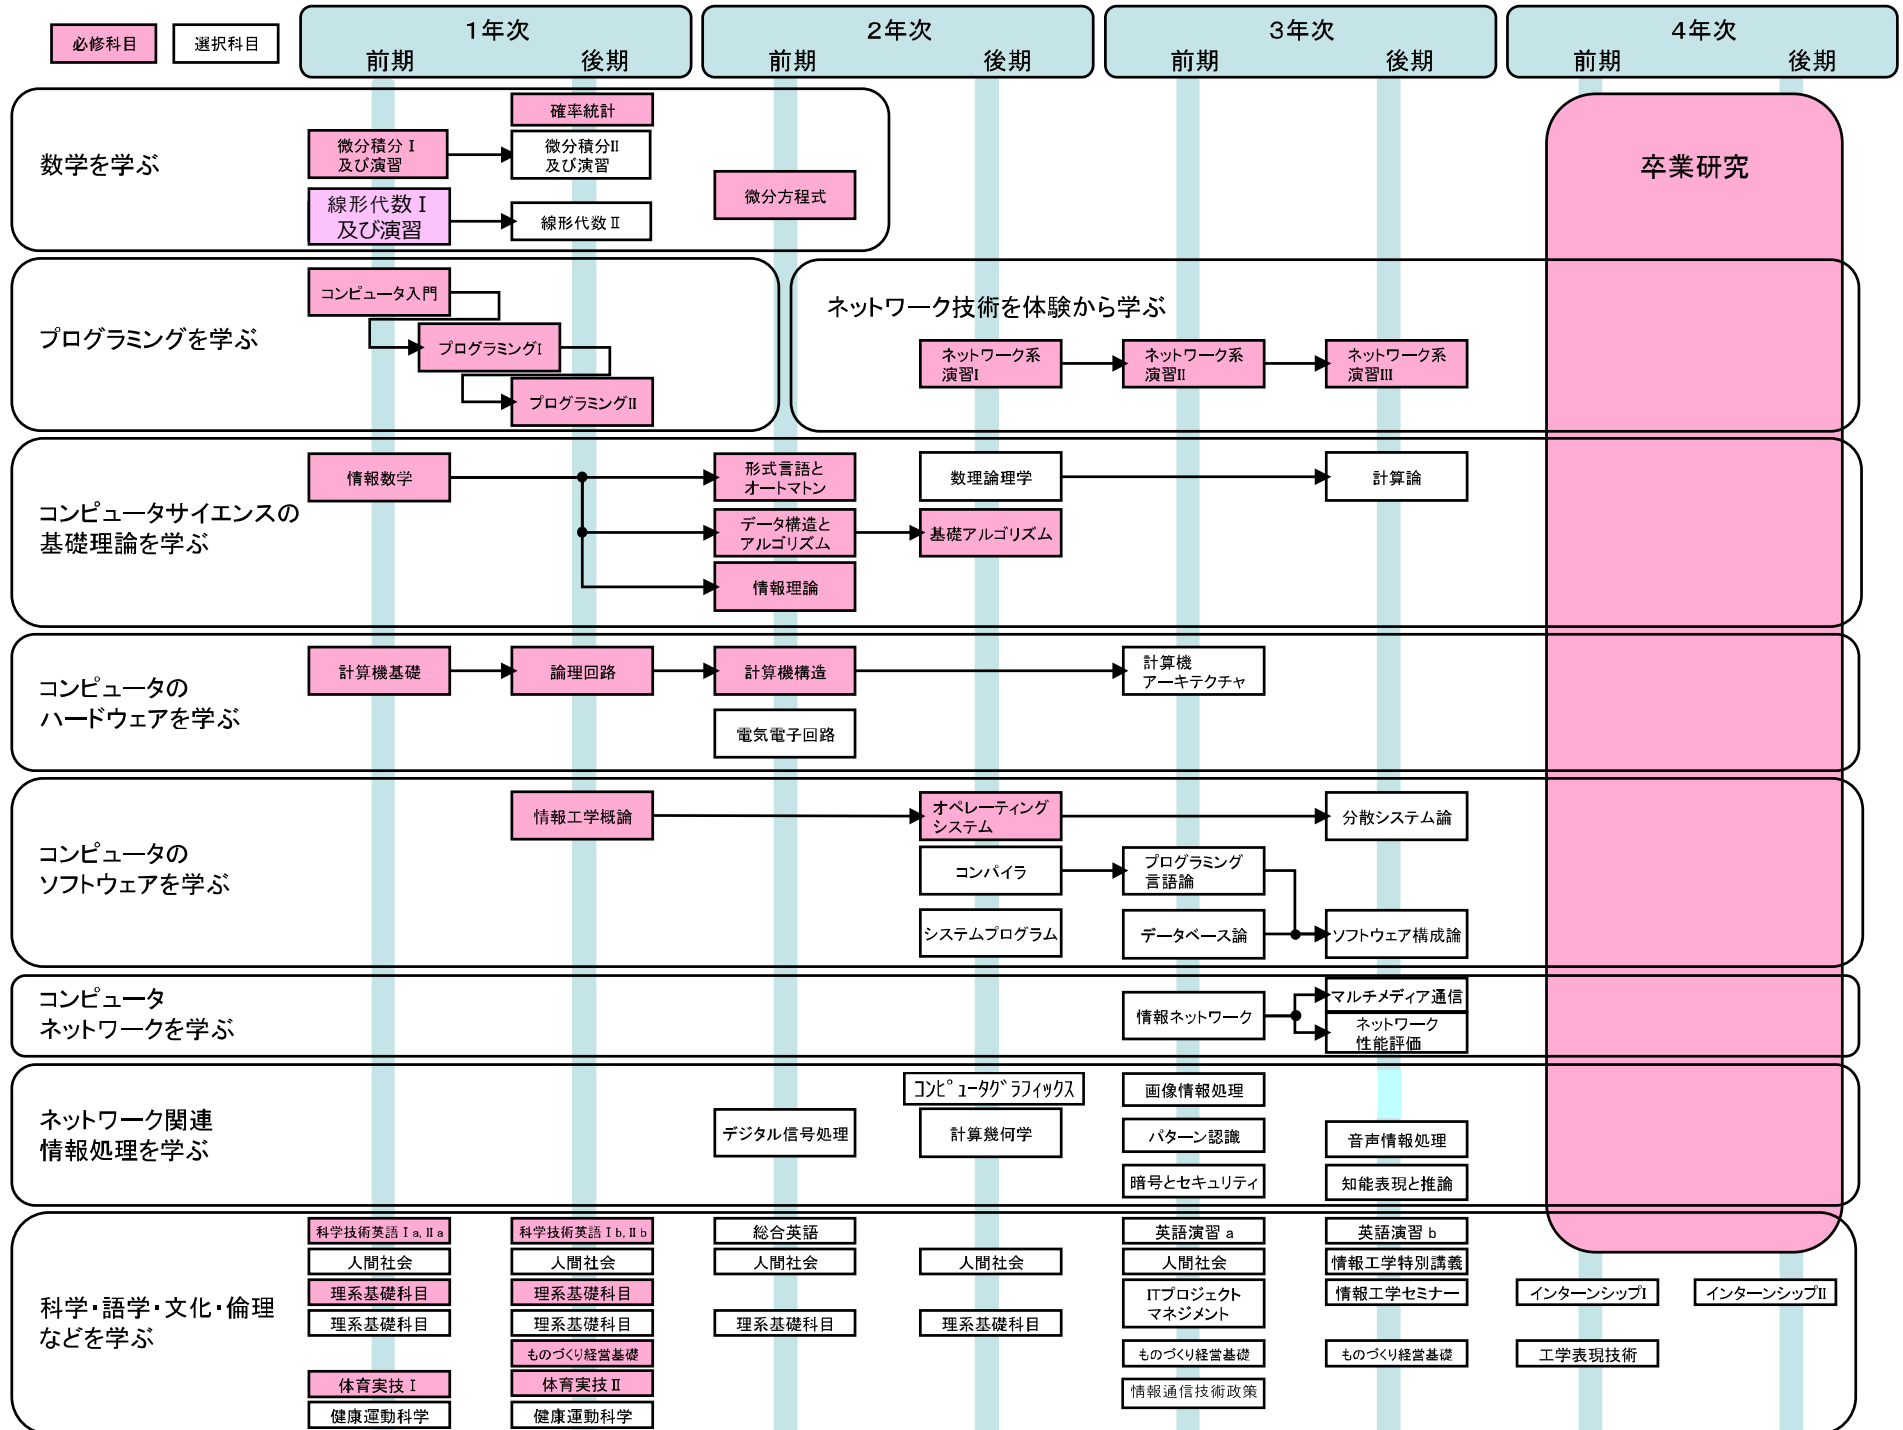 必修科目
選択科目
1年次
前期 後期
2年次
前期 後期
3年次
前期 後期
4年次
前期 後期
数学を学ぶ
確率統計
微分積分Ⅰ
及び演習
微分積分Ⅱ
及び演習
線形代数Ⅰ
及び演習
線形代数Ⅱ
微分方程式
卒業研究
プログラミングを学ぶ
コンピュータ入門
プログラミングⅠ
プログラミングⅡ
ネットワーク技術を体験から学ぶ
ネットワーク系
演習Ⅰ
ネットワーク系
演習Ⅱ
ネットワーク系
演習Ⅲ
コンピュータサイエンスの
基礎理論を学ぶ
情報数学
形式言語と
オートマトン
データ構造と
アルゴリズム
情報理論
数理論理学
基礎アルゴリズム
計算論
コンピュータの
ハードウェアを学ぶ
計算機基礎
論理回路
計算機構造
電気電子回路
計算機
アーキテクチャ
コンピュータの
ソフトウェアを学ぶ
情報工学概論
オペレーティング
システム
コンパイラ
システムプログラム
プログラミング
言語論
データベース論
分散システム論
ソフトウェア構成論
コンピュータ
ネットワークを学ぶ
情報ネットワーク
マルチメディア通信
ネットワーク
性能評価
ネットワーク関連
情報処理を学ぶ
デジタル信号処理
コンピュータグラフィックス
計算幾何学
画像情報処理
パターン認識
暗号とセキュリティ
音声情報処理
知能表現と推論
科学・語学・文化・倫理
などを学ぶ
科学技術英語Ⅰa,Ⅱa
人間社会
理系基礎科目
理系基礎科目
体育実技Ⅰ
健康運動科学
科学技術英語Ⅰb,Ⅱb
人間社会
理系基礎科目
理系基礎科目
ものづくり経営基礎
体育実技Ⅱ
健康運動科学
総合英語
人間社会
理系基礎科目
人間社会
理系基礎科目
英語演習a
人間社会
ITプロジェクト
マネジメント
ものづくり経営基礎
情報通信技術政策
英語演習b
情報工学特別講義
情報工学セミナー
ものづくり経営基礎
インターンシップⅠ
工学表現技術
インターンシップⅡ